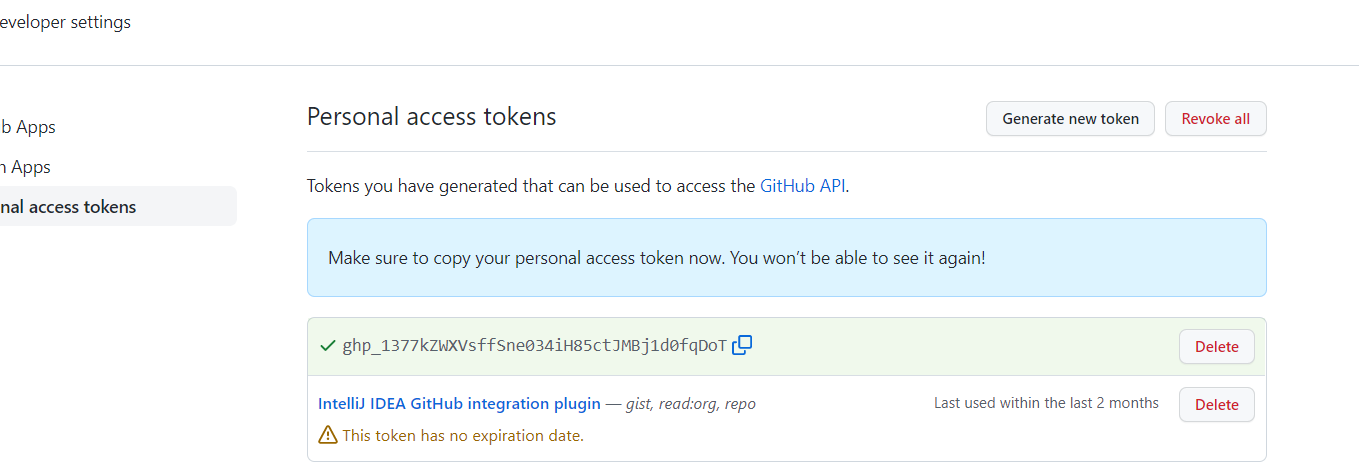 eveloper settings
b Apps
n Apps
nal access tokens
Personal access tokens
Generate new token
Revoke all
Tokens you have generated that can be used to access the GitHub API.
Make sure to copy your personal access token now. You won't be able to see it again!
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
Delete
IntelliJ IDEA GitHub integration plugin — gist, read:org, repo
Last used within the last 2 months
Delete
This token has no expiration date.